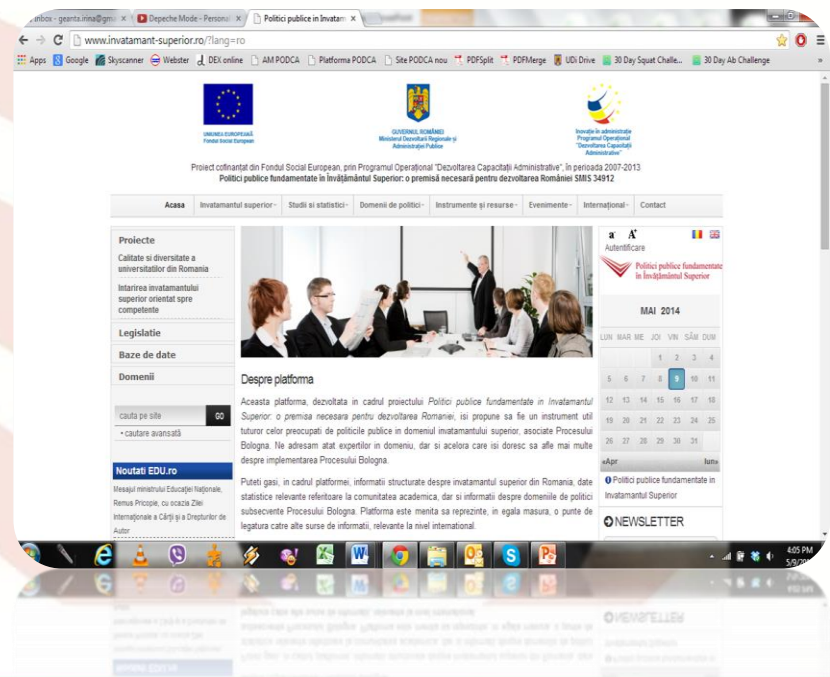 Inbox - geanta.irina@gm
Depeche Mode - Personal
Politici publice in Invatam
www.invatamant-superior.ro/?lang=ro
Apps Google Skyscanner Webster DEX online AM PODCA Platforma PODCA Site PODCA nou PDFSplit PDFMerge UDi Drive 30 Day Squat Challe... 30 Day Ab Challenge »
UNIUNEA EUROPEANĂ
Fondul Social European
GUVERNUL ROMÂNIEI
Ministerul Dezvoltării Regionale și
Administrației Publice
Inovație în administrație
Programul Operațional
"Dezvoltarea Capacității
Administrative"
Proiect cofinanțat din Fondul Social European, prin Programul Operațional "Dezvoltarea Capacității Administrative", în perioada 2007-2013
Politici publice fundamentate în Învățământul Superior: o premisă necesară pentru dezvoltarea României SMIS 34912
Acasa Invatamantul superior Studii si statistici Domenii de politici Instrumente și resurse Evenimente Internațional Contact
Proiecte
Calitate si diversitate a
universitatilor din Romania
Intarirea invatamantului
superior orientat spre
competente
Legislatie
Baze de date
Domenii
cauta pe site GO
• cautare avansată
Noutati EDU.ro
Mesajul ministrului Educației Naționale,
Remus Pricopie, cu ocazia Zilei
Internaționale a Cărții și a Drepturilor de
Autor
Despre platforma
Aceasta platforma, dezvoltata in cadrul proiectului Politici publice fundamentate in Invatamantul
Superior: o premisa necesara pentru dezvoltarea Romaniei, isi propune sa fie un instrument util
tuturor celor preocupati de politicile publice in domeniul invatamantului superior, asociate Procesului
Bologna. Ne adresam atat expertilor in domeniu, dar si acelora care isi doresc sa afle mai multe
despre implementarea Procesului Bologna.
Puteti gasi, in cadrul platformei, informatii structurate despre invatamantul superior din Romania, date
statistice relevante referitoare la comunitatea academica, dar si informatii despre domeniile de politici
subsecvente Procesului Bologna. Platforma este menita sa reprezinte, in egala masura, o punte de
legatura catre alte surse de informatii, relevante la nivel international.
a- A+
Autentificare
Politici publice fundamentate
în Învățământul Superior
MAI 2014
LUN MAR MIE JOI VIN SÂM DUM
1 2 3 4
5 6 7 8 9 10 11
12 13 14 15 16 17 18
19 20 21 22 23 24 25
26 27 28 29 30 31
«Apr Iun»
Politici publice fundamentate in
Invatamantul Superior
NEWSLETTER
4:05 PM